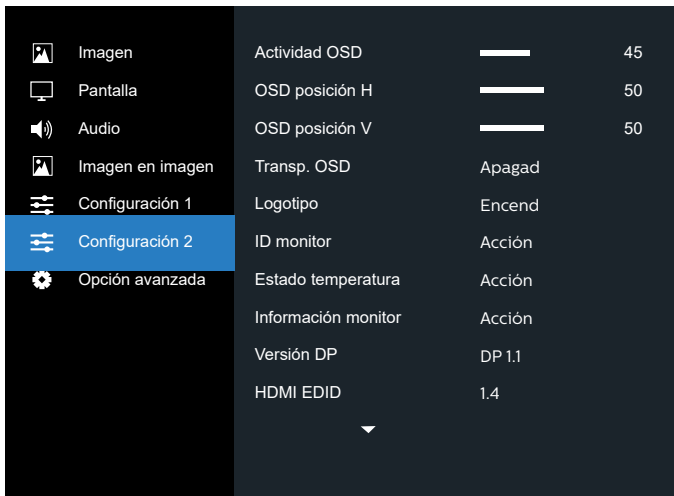 Imagen
Pantalla
Audio
Imagen en imagen
Configuración 1
Configuración 2
Opción avanzada
Actividad OSD 45
OSD posición H 50
OSD posición V 50
Transp. OSD Apagad
Logotipo Encend
ID monitor Acción
Estado temperatura Acción
Información monitor Acción
Versión DP DP 1.1
HDMI EDID 1.4